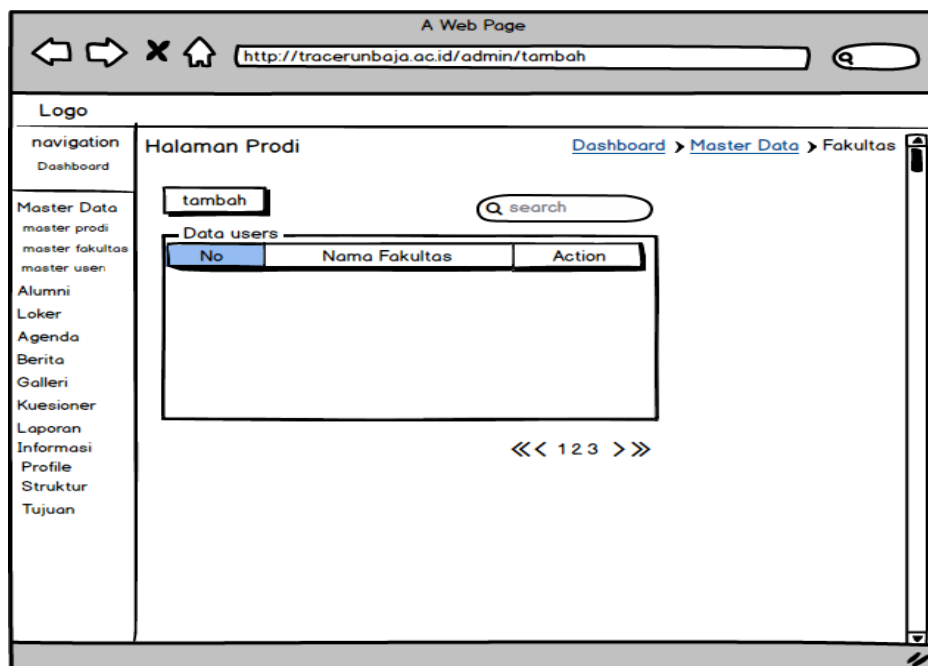 A Web Page
http://tracerunbaja.ac.id/admin/tambah
Logo
navigation
Dashboard
Master Data
master prodi
master fakultas
master user
Alumni
Loker
Agenda
Berita
Galleri
Kuesioner
Laporan
Informasi
Profile
Struktur
Tujuan
Halaman Prodi
Dashboard > Master Data > Fakultas
tambah
search
Data users
No Nama Fakultas Action
1 2 3